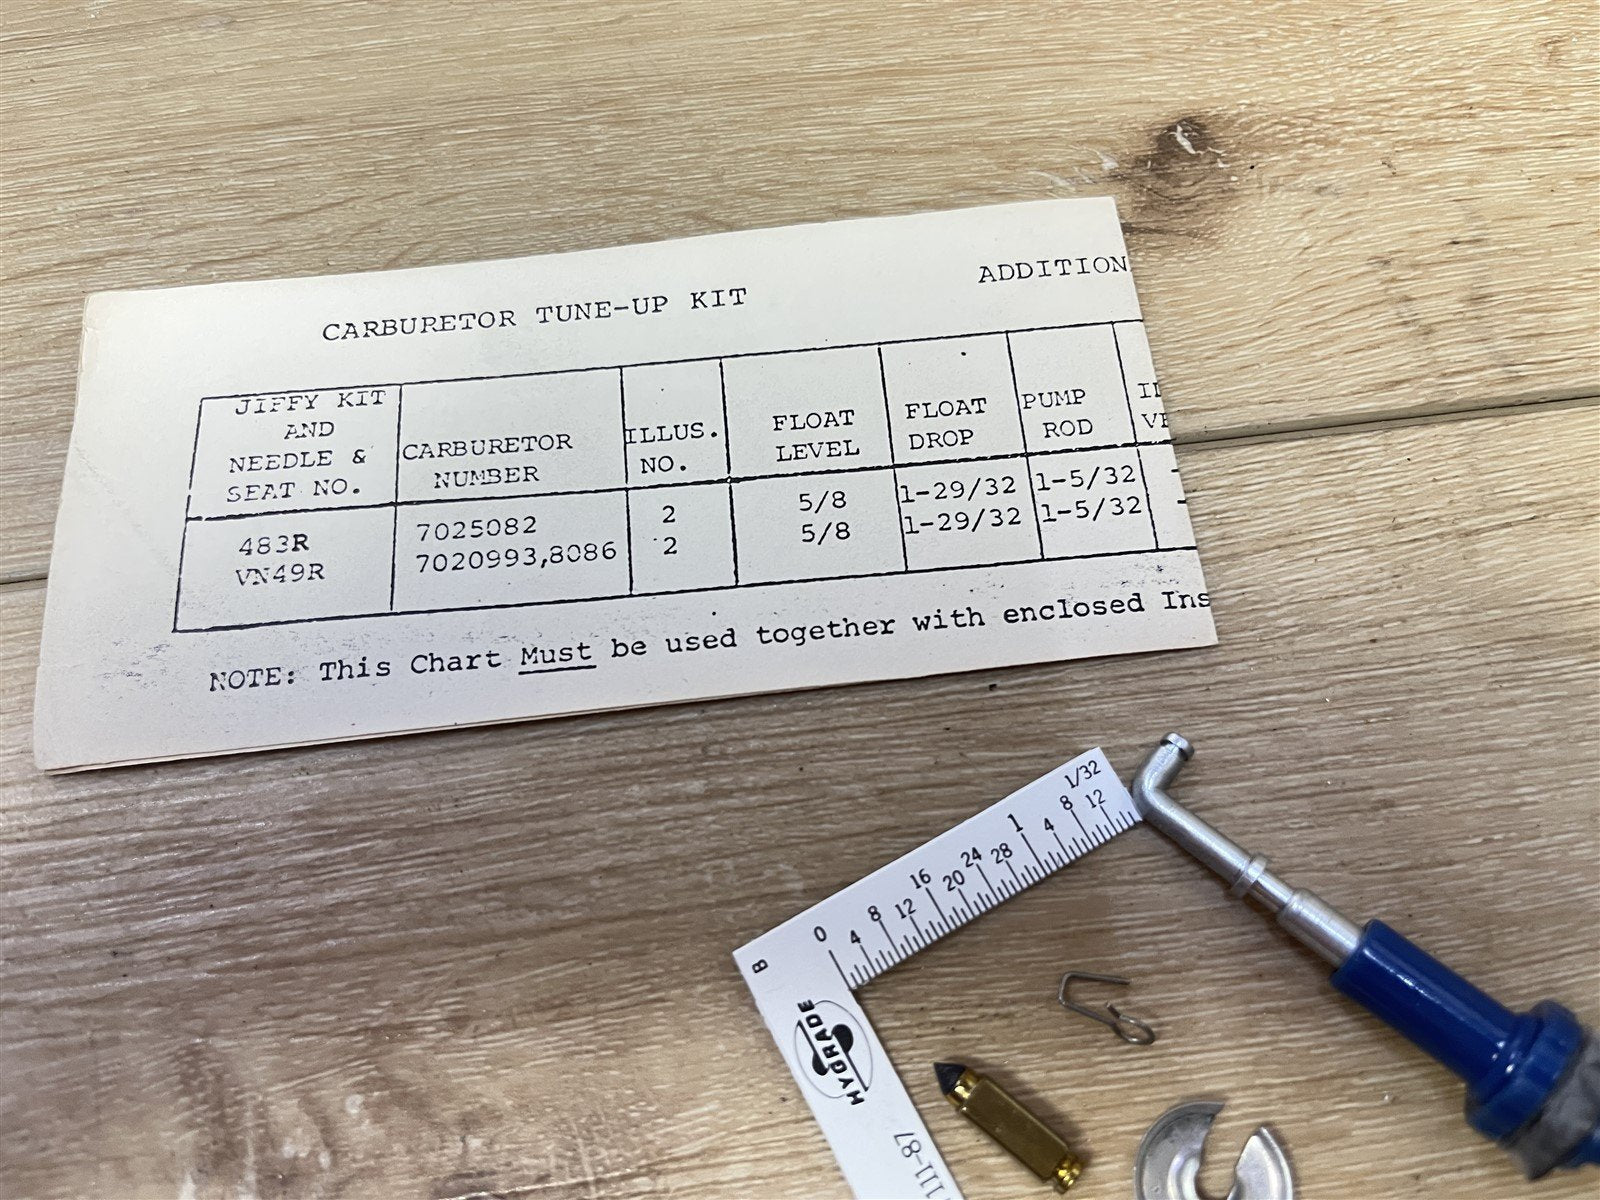 CARBURETOR TUNE-UP KIT
ADDITION
JIFFY KIT
AND
NEEDLE &
SEAT NO.
CARBURETOR
NUMBER
ILLUS.
NO.
FLOAT
LEVEL
FLOAT
DROP
PUMP
ROD
483R 7025082 2 5/8 1-29/32 1-5/32
VN49R 7020993,8086 2 5/8 1-29/32 1-5/32
NOTE: This Chart Must be used together with enclosed Ins
1/32
0 4 8 12 16 20 24 28 1 4 8 12
B
HYGRADE
111-87